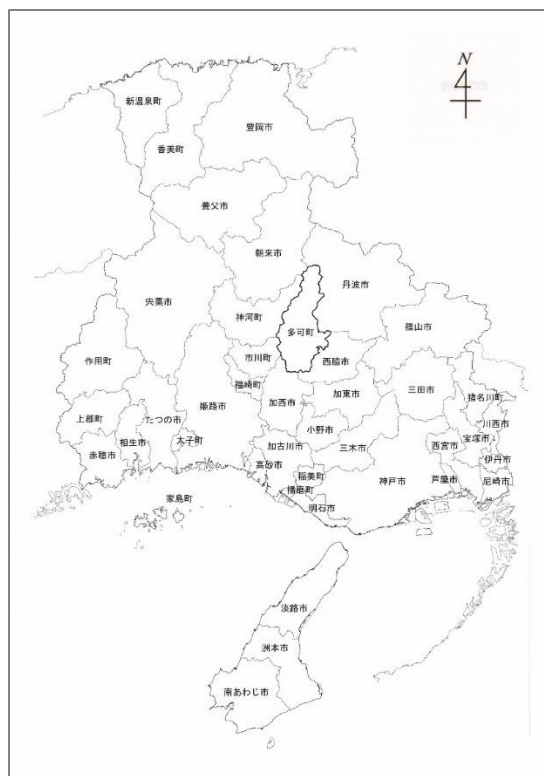 N
新温泉町
香美町
豊岡市
養父市
朝来市
宍粟市
丹波市
神河町
多可町
篠山市
作用町
市川町
西脇市
福崎町
加西市
加東市
三田市
猪名川町
姫路市
上郡町
たつの市
小野市
川西市
相生市
太子町
加古川市
三木市
西宮市
宝塚市
赤穂市
高砂市
稲美町
伊丹市
播磨町
神戸市
芦屋市
尼崎市
家島町
明石市
淡路市
洲本市
南あわじ市